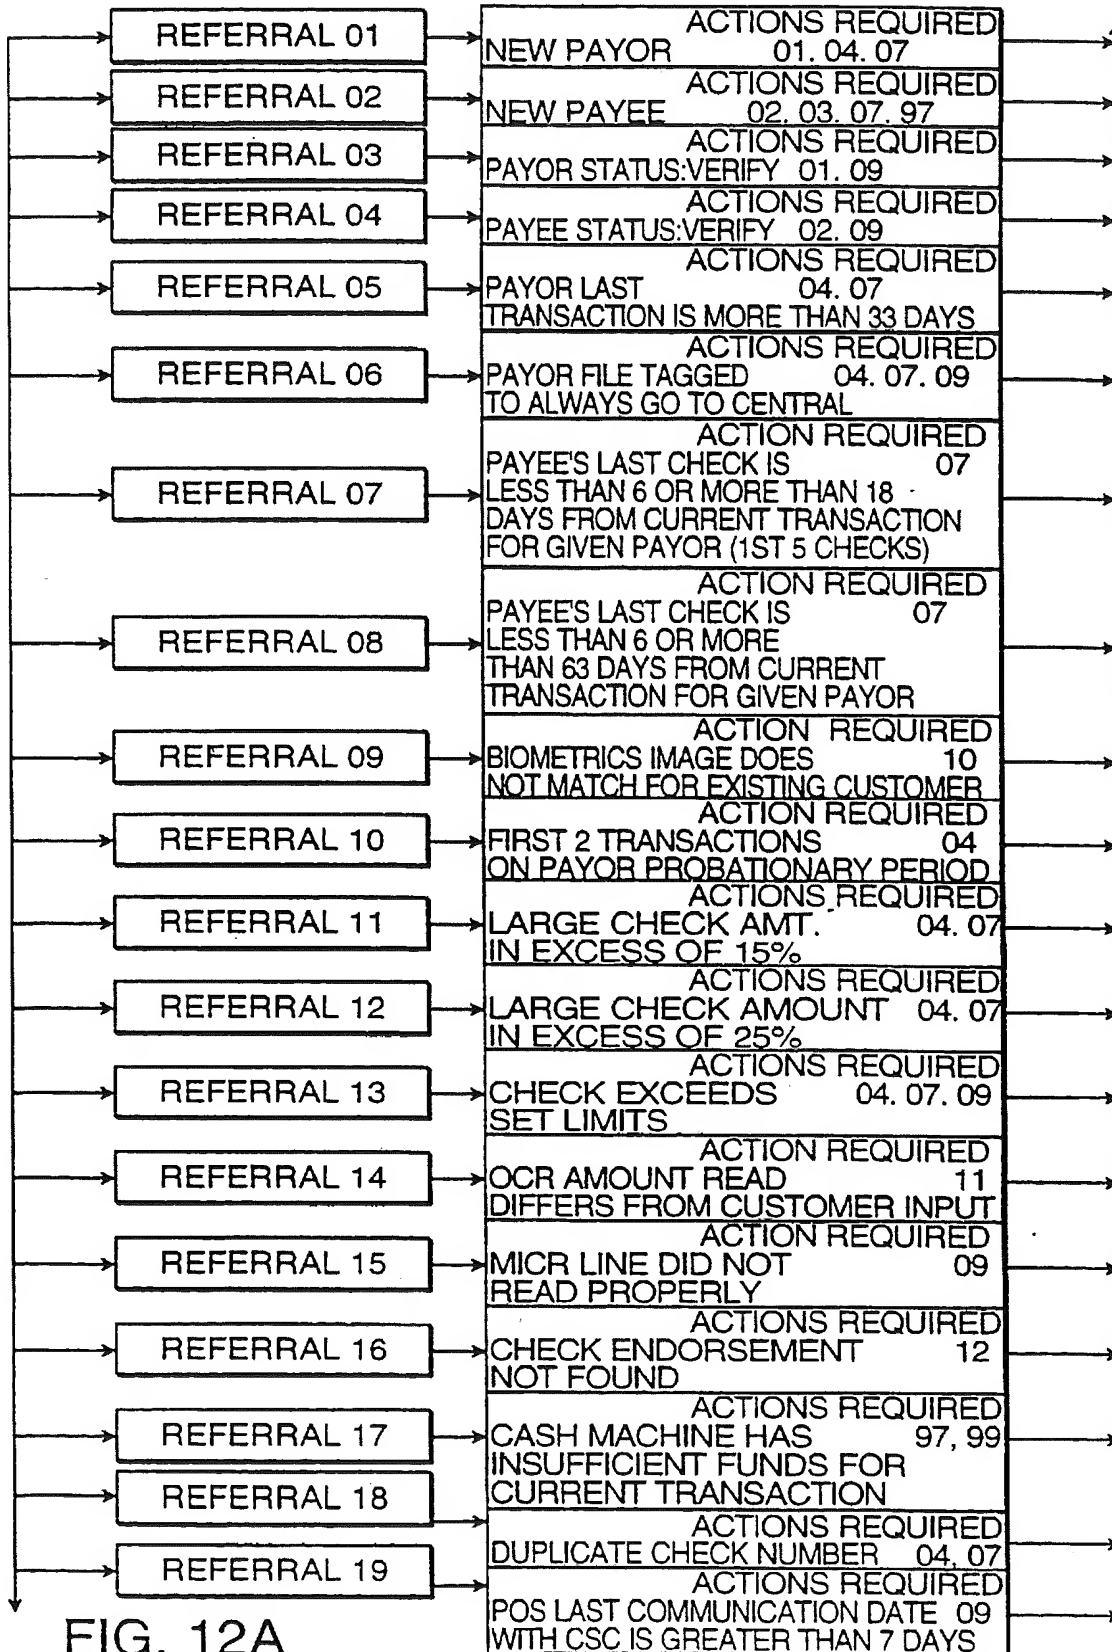 REFERRAL 01
ACTIONS REQUIRED
NEW PAYOR 01. 04. 07
REFERRAL 02
ACTIONS REQUIRED
NEW PAYEE 02. 03. 07. 97
REFERRAL 03
ACTIONS REQUIRED
PAYOR STATUS:VERIFY 01. 09
REFERRAL 04
ACTIONS REQUIRED
PAYEE STATUS:VERIFY 02. 09
REFERRAL 05
ACTIONS REQUIRED
PAYOR LAST 04. 07
TRANSACTION IS MORE THAN 33 DAYS
REFERRAL 06
ACTIONS REQUIRED
PAYOR FILE TAGGED 04. 07. 09
TO ALWAYS GO TO CENTRAL
REFERRAL 07
ACTION REQUIRED
PAYEE'S LAST CHECK IS 07
LESS THAN 6 OR MORE THAN 18
DAYS FROM CURRENT TRANSACTION
FOR GIVEN PAYOR (1ST 5 CHECKS)
REFERRAL 08
ACTION REQUIRED
PAYEE'S LAST CHECK IS 07
LESS THAN 6 OR MORE
THAN 63 DAYS FROM CURRENT
TRANSACTION FOR GIVEN PAYOR
REFERRAL 09
ACTION REQUIRED
BIOMETRICS IMAGE DOES 10
NOT MATCH FOR EXISTING CUSTOMER
REFERRAL 10
ACTION REQUIRED
FIRST 2 TRANSACTIONS 04
ON PAYOR PROBATIONARY PERIOD
REFERRAL 11
ACTIONS REQUIRED
LARGE CHECK AMT. 04. 07
IN EXCESS OF 15%
REFERRAL 12
ACTIONS REQUIRED
LARGE CHECK AMOUNT 04. 07
IN EXCESS OF 25%
REFERRAL 13
ACTIONS REQUIRED
CHECK EXCEEDS 04. 07. 09
SET LIMITS
REFERRAL 14
ACTION REQUIRED
OCR AMOUNT READ 11
DIFFERS FROM CUSTOMER INPUT
REFERRAL 15
ACTION REQUIRED
MICR LINE DID NOT 09
READ PROPERLY
REFERRAL 16
ACTIONS REQUIRED
CHECK ENDORSEMENT 12
NOT FOUND
REFERRAL 17
ACTIONS REQUIRED
CASH MACHINE HAS 97, 99
INSUFFICIENT FUNDS FOR
CURRENT TRANSACTION
REFERRAL 18
ACTIONS REQUIRED
DUPLICATE CHECK NUMBER 04, 07
REFERRAL 19
ACTIONS REQUIRED
POS LAST COMMUNICATION DATE 09
WITH CSC IS GREATER THAN 7 DAYS
FIG. 12A